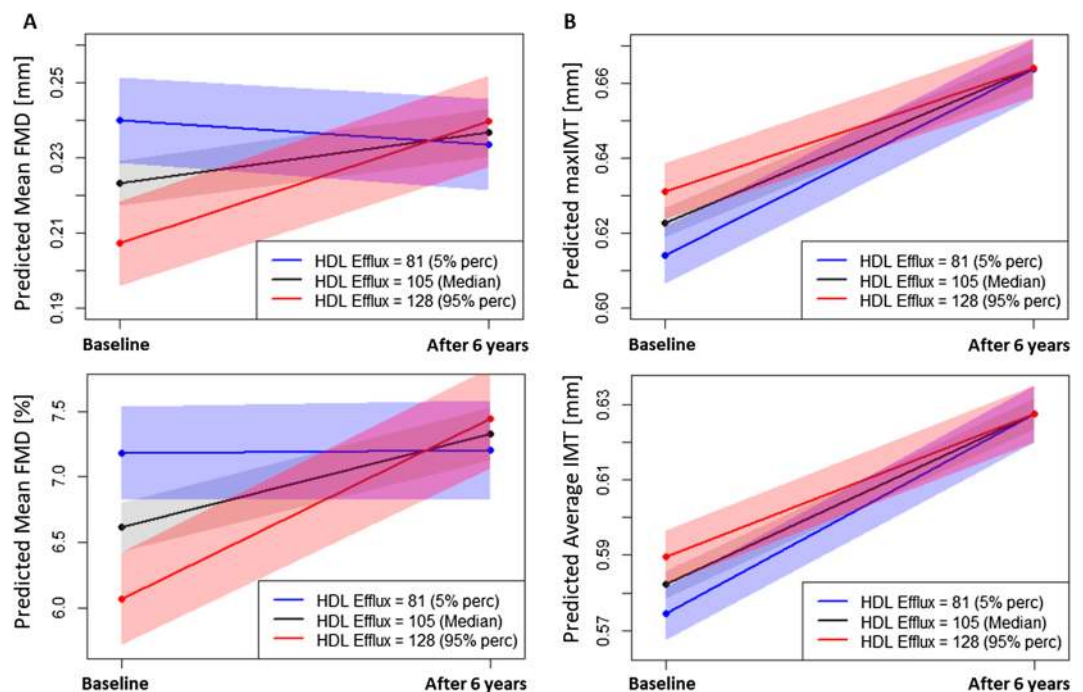 A
Predicted Mean FMD [mm]
0.25
0.23
0.21
0.19
HDL Efflux = 81 (5% perc)
HDL Efflux = 105 (Median)
HDL Efflux = 128 (95% perc)
Baseline
After 6 years
B
Predicted maxIMT [mm]
0.66
0.64
0.62
0.60
HDL Efflux = 81 (5% perc)
HDL Efflux = 105 (Median)
HDL Efflux = 128 (95% perc)
Baseline
After 6 years
Predicted Mean FMD [%]
7.5
7.0
6.5
6.0
HDL Efflux = 81 (5% perc)
HDL Efflux = 105 (Median)
HDL Efflux = 128 (95% perc)
Baseline
After 6 years
Predicted Average IMT [mm]
0.63
0.61
0.59
0.57
HDL Efflux = 81 (5% perc)
HDL Efflux = 105 (Median)
HDL Efflux = 128 (95% perc)
Baseline
After 6 years